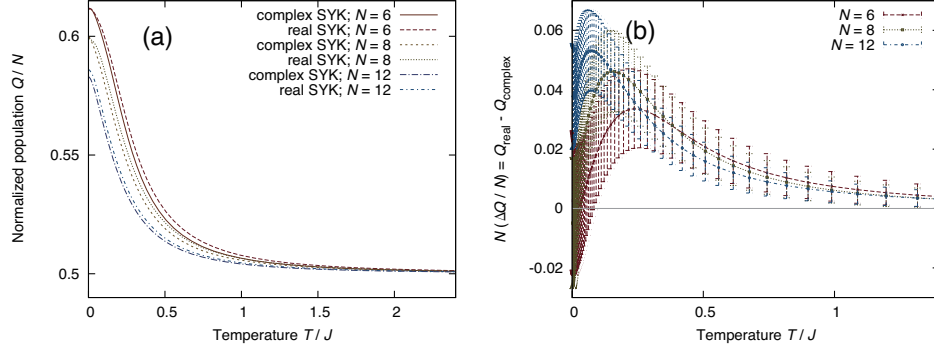 (a)
complex SYK; N = 6
real SYK; N = 6
complex SYK; N = 8
real SYK; N = 8
complex SYK; N = 12
real SYK; N = 12
Normalized population Q / N
0.6
0.55
0.5
0 0.5 1 1.5 2
Temperature T / J
(b)
N = 6
N = 8
N = 12
N (ΔQ / N) = Q_real - Q_complex
0.06
0.04
0.02
0
-0.02
0 0.5 1
Temperature T / J